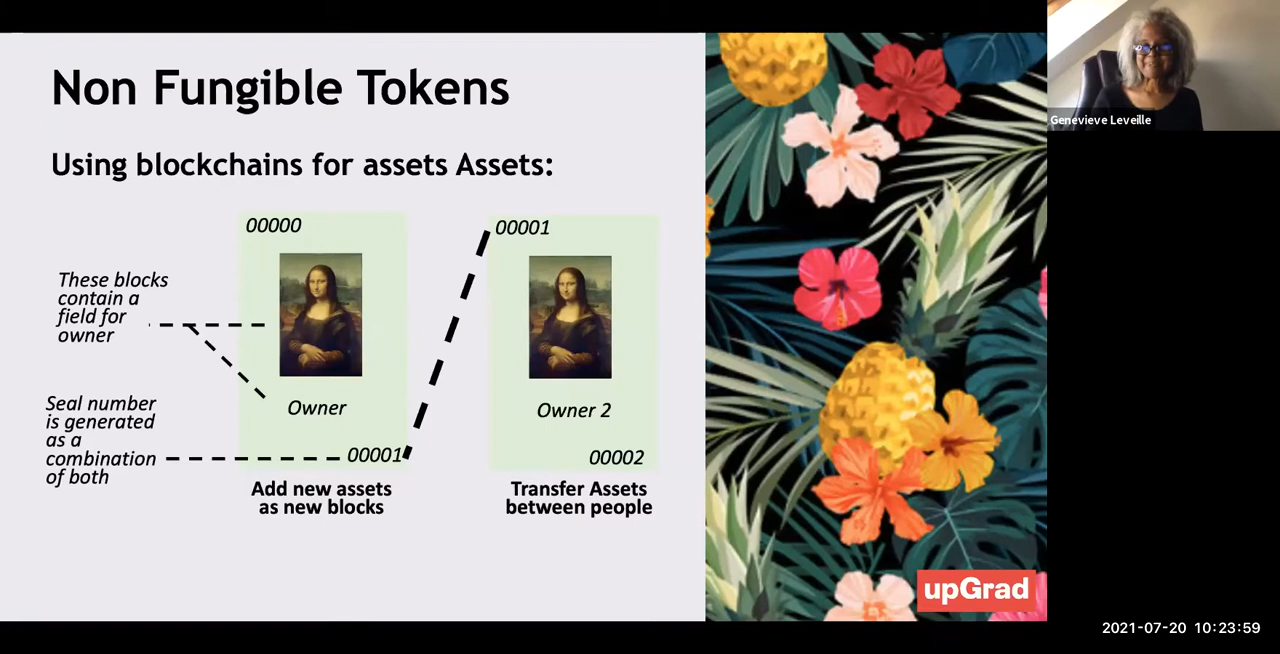 Non Fungible Tokens
Using blockchains for assets Assets:
These blocks
contain a
field for
owner
Seal number
is generated
as a
combination
of both
00000
Owner
00001
Add new assets
as new blocks
00001
Owner 2
00002
Transfer Assets
between people
upGrad
Genevieve Leveille
2021-07-20 10:23:59